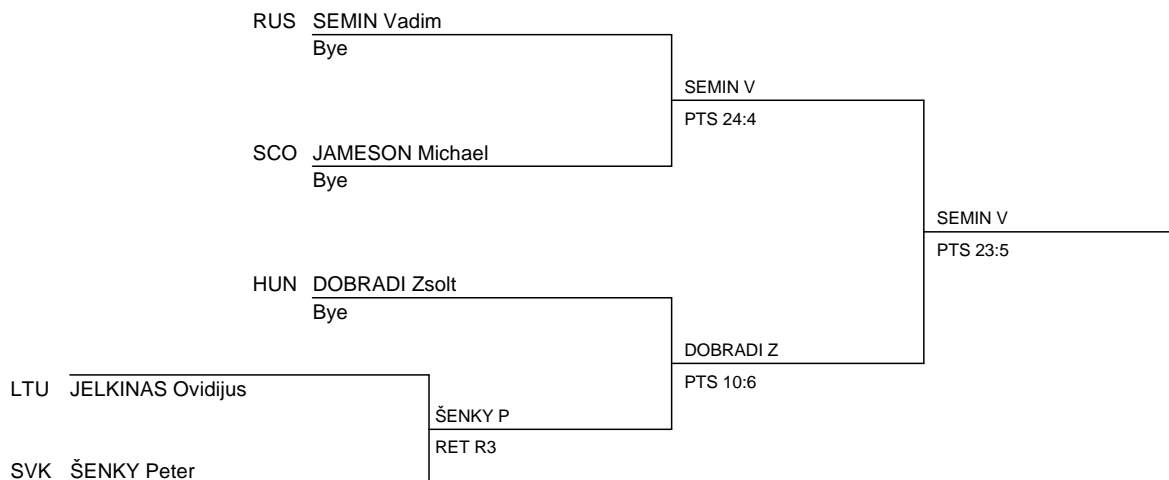 RUS SEMIN Vadim
Bye
SEMIN V
PTS 24:4
SCO JAMESON Michael
Bye
SEMIN V
PTS 23:5
HUN DOBRADI Zsolt
Bye
DOBRADI Z
PTS 10:6
LTU JELKINAS Ovidijus
ŠENKY P
RET R3
SVK ŠENKY Peter